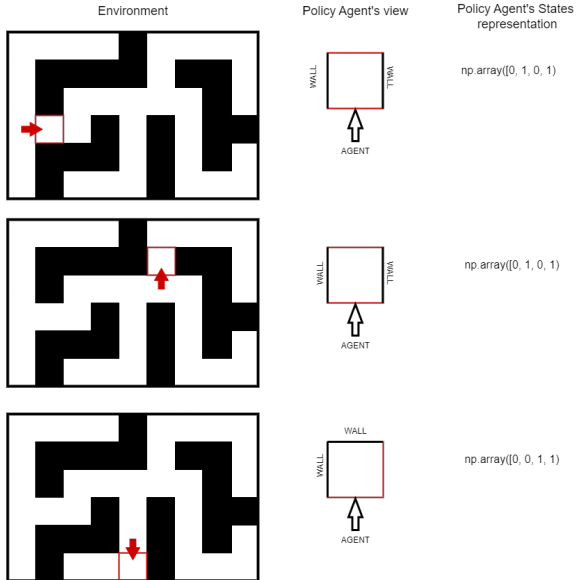 Environment
Policy Agent's view
Policy Agent's States
representation
WALL
WALL
AGENT
np.array([0, 1, 0, 1)
WALL
WALL
AGENT
np.array([0, 1, 0, 1)
WALL
WALL
AGENT
np.array([0, 0, 1, 1)